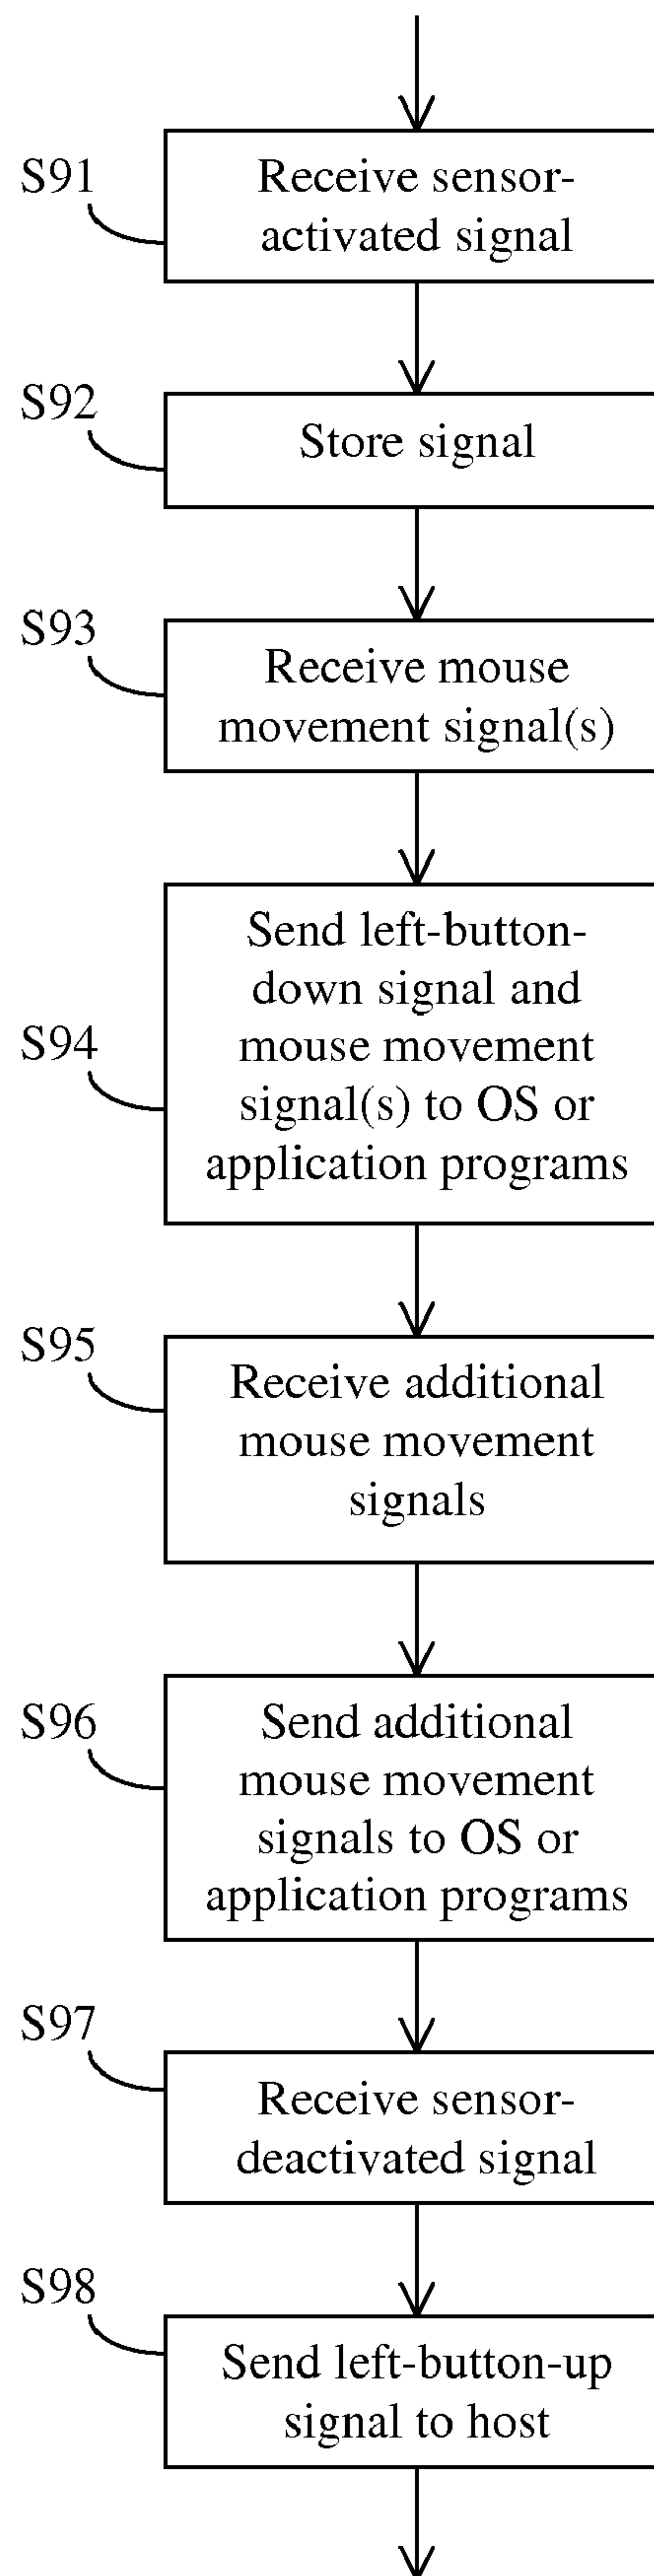 S91
Receive sensor-
activated signal
S92
Store signal
S93
Receive mouse
movement signal(s)
S94
Send left-button-
down signal and
mouse movement
signal(s) to OS or
application programs
S95
Receive additional
mouse movement
signals
S96
Send additional
mouse movement
signals to OS or
application programs
S97
Receive sensor-
deactivated signal
S98
Send left-button-up
signal to host